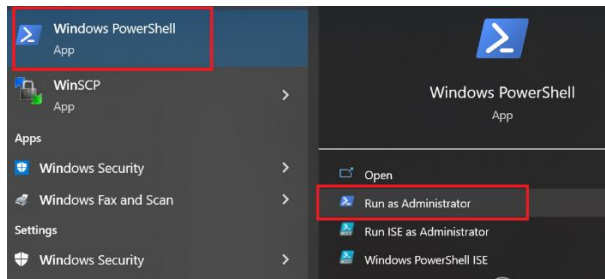 Windows PowerShell
App
WinSCP
App
Apps
Windows Security
Windows Fax and Scan
Settings
Windows Security
Windows PowerShell
App
Open
Run as Administrator
Run ISE as Administrator
Windows PowerShell ISE